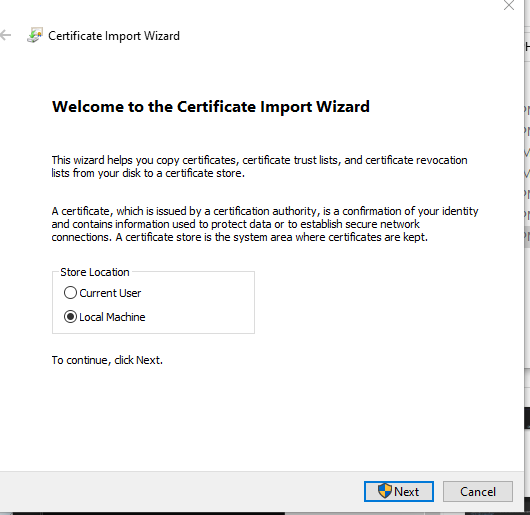 Certificate Import Wizard
Welcome to the Certificate Import Wizard
This wizard helps you copy certificates, certificate trust lists, and certificate revocation
lists from your disk to a certificate store.
A certificate, which is issued by a certification authority, is a confirmation of your identity
and contains information used to protect data or to establish secure network
connections. A certificate store is the system area where certificates are kept.
Store Location
Current User
Local Machine
To continue, click Next.
Next
Cancel